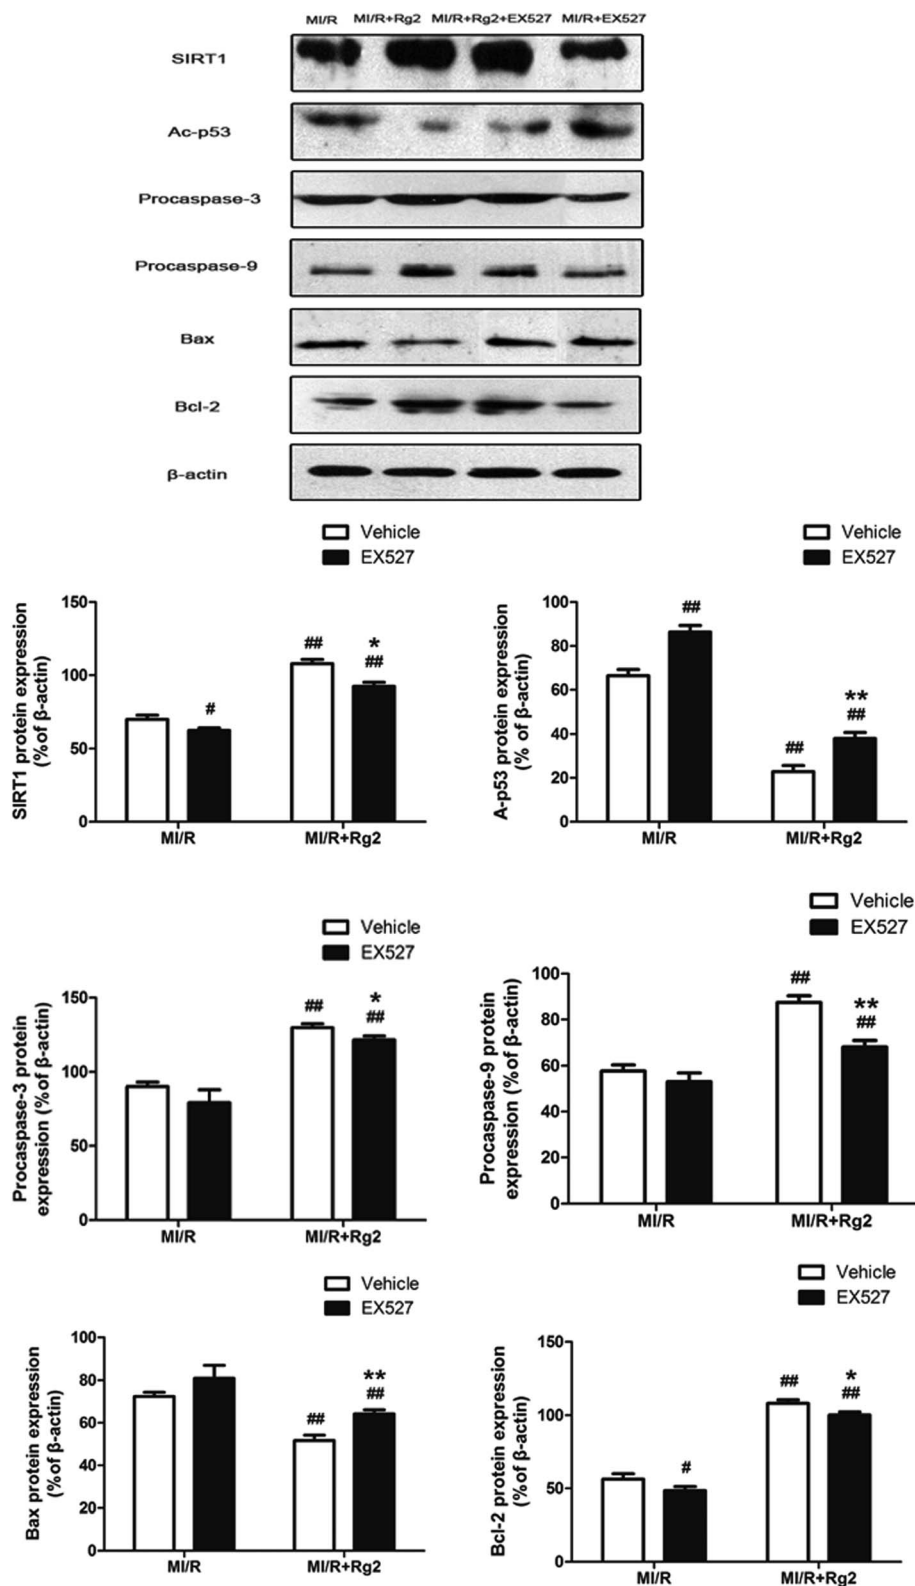 MI/R MI/R+Rg2 MI/R+Rg2+EX527 MI/R+EX527
SIRT1
Ac-p53
Procaspase-3
Procaspase-9
Bax
Bcl-2
β-actin
Vehicle
EX527
SIRT1 protein expression
(%of β-actin)
150
100
50
0
#
##
*
##
MI/R
MI/R+Rg2
Vehicle
EX527
A-p53 protein expression
(% of β-actin)
100
80
60
40
20
0
##
##
**
##
MI/R
MI/R+Rg2
Vehicle
EX527
Procaspase-3 protein
expression (%of β-actin)
150
100
50
0
##
*
##
MI/R
MI/R+Rg2
Vehicle
EX527
Procaspase-9 protein
expression (%of β-actin)
100
80
60
40
20
0
##
**
##
MI/R
MI/R+Rg2
Vehicle
EX527
Bax protein expression
(%of β-actin)
100
80
60
40
20
0
##
**
##
MI/R
MI/R+Rg2
Vehicle
EX527
Bcl-2 protein expression
(%of β-actin)
150
100
50
0
#
##
*
##
MI/R
MI/R+Rg2